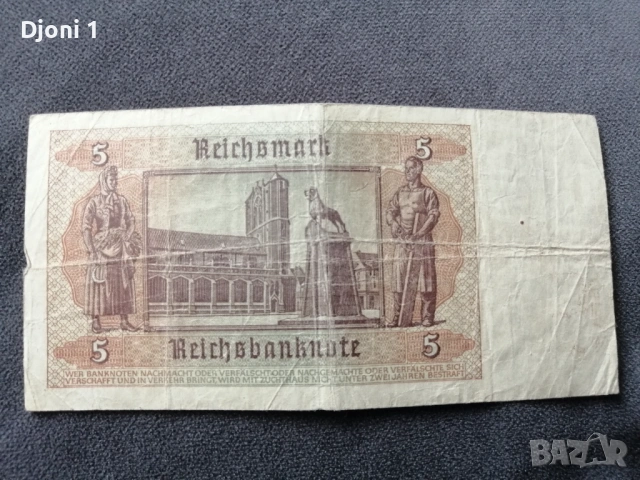 Djoni 1
5 Reichsmark 5
5 Reichsbanknote 5
WER BANKNOTEN NACHMACHT ODER VERFÄLSCHT ODER NACHGEMACHTE ODER VERFÄLSCHTE SICH
VERSCHAFFT UND IN VERKEHR BRINGT, WIRD MIT ZUCHTHAUS NICHT UNTER ZWEI JAHREN BESTRAFT
BAZAR